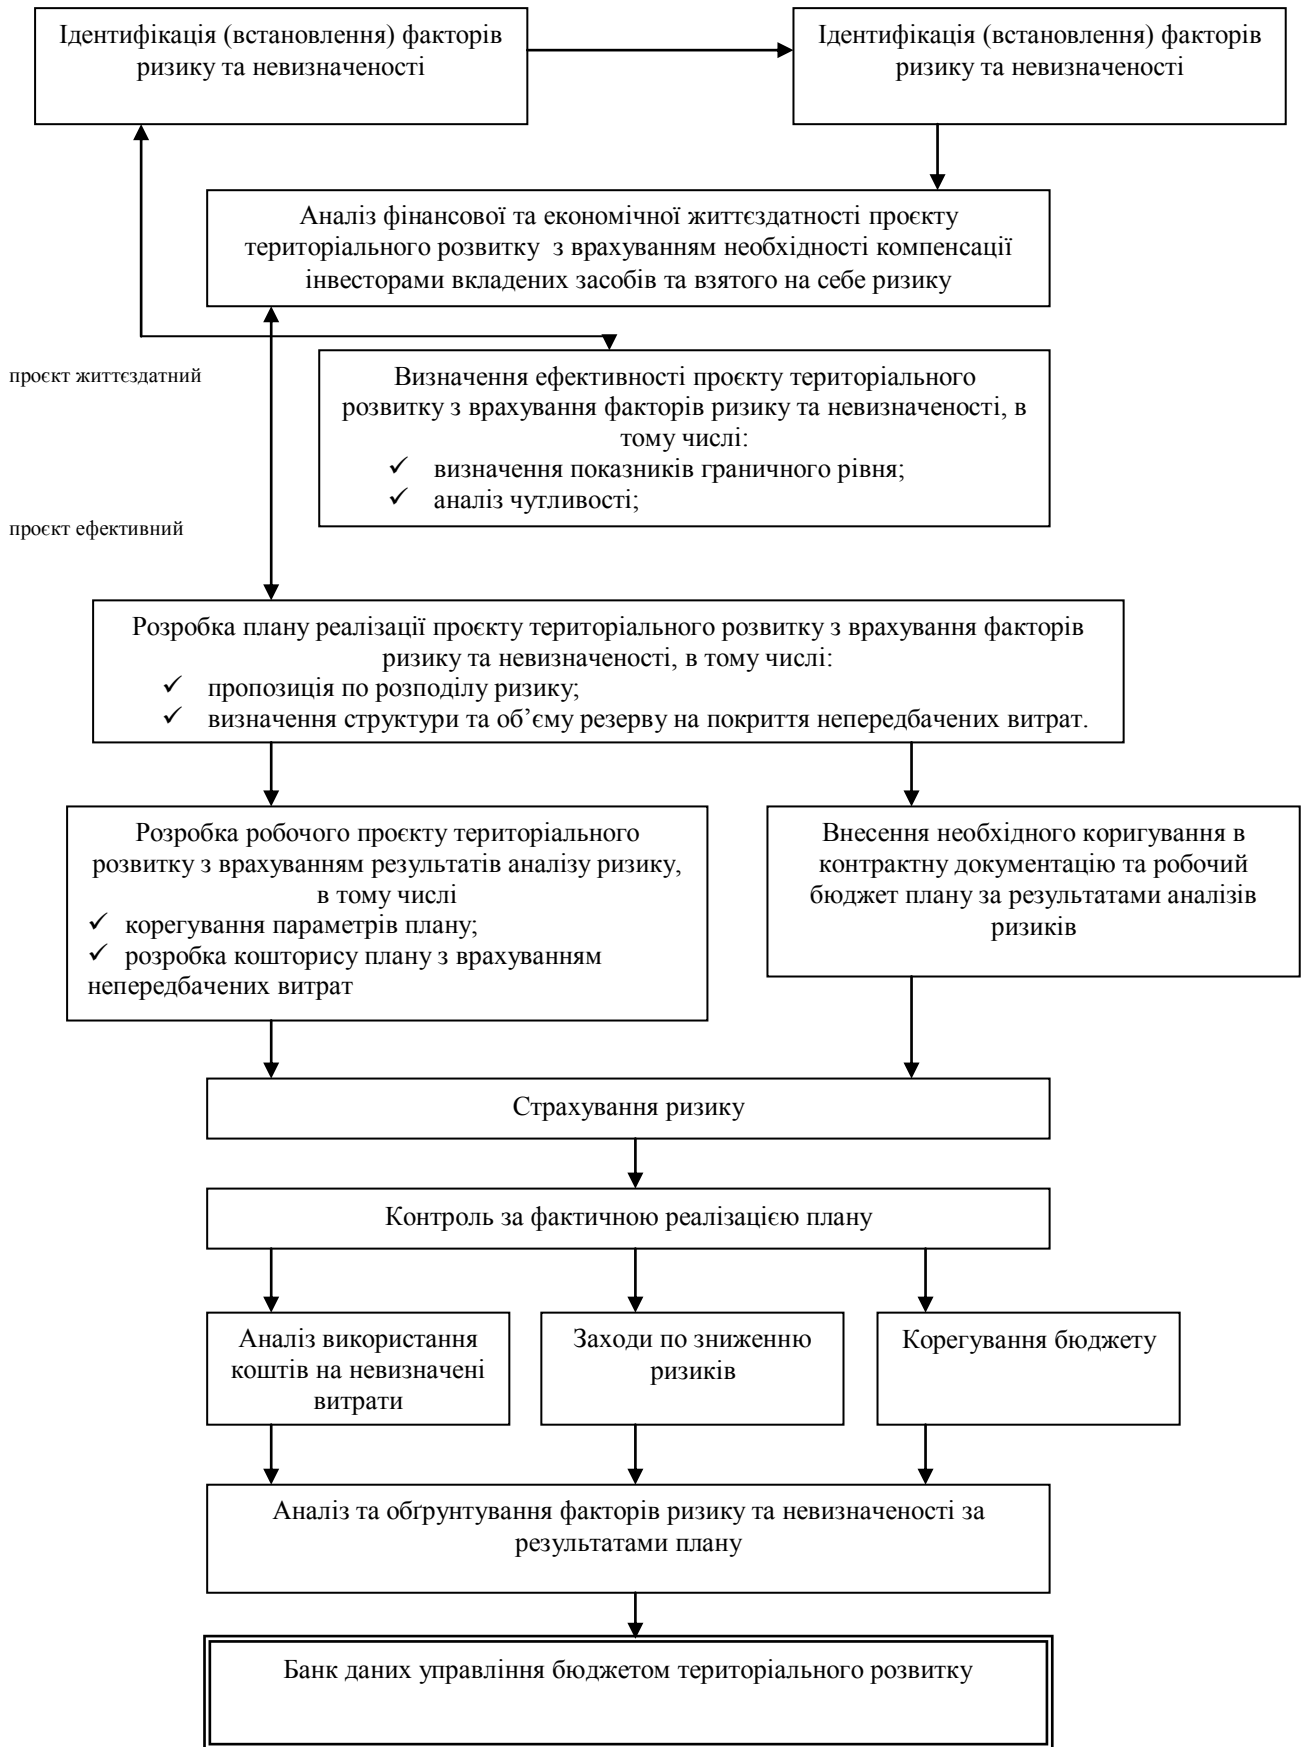 Ідентифікація (встановлення) факторів
ризику та невизначеності
Ідентифікація (встановлення) факторів
ризику та невизначеності
Аналіз фінансової та економічної життєздатності проєкту
територіального розвитку з врахуванням необхідності компенсації
інвесторами вкладених засобів та взятого на себе ризику
проєкт життєздатний
Визначення ефективності проєкту територіального
розвитку з врахування факторів ризику та невизначеності, в
тому числі:
✓ визначення показників граничного рівня;
✓ аналіз чутливості;
проєкт ефективний
Розробка плану реалізації проєкту територіального розвитку з врахування факторів
ризику та невизначеності, в тому числі:
✓ пропозиція по розподілу ризику;
✓ визначення структури та об’єму резерву на покриття непередбачених витрат.
Розробка робочого проєкту територіального
розвитку з врахуванням результатів аналізу ризику,
в тому числі
✓ корегування параметрів плану;
✓ розробка кошторису плану з врахуванням
непередбачених витрат
Внесення необхідного коригування в
контрактну документацію та робочий
бюджет плану за результатами аналізів
ризиків
Страхування ризику
Контроль за фактичною реалізацією плану
Аналіз використання
коштів на невизначені
витрати
Заходи по зниженню
ризиків
Корегування бюджету
Аналіз та обґрунтування факторів ризику та невизначеності за
результатами плану
Банк даних управління бюджетом територіального розвитку